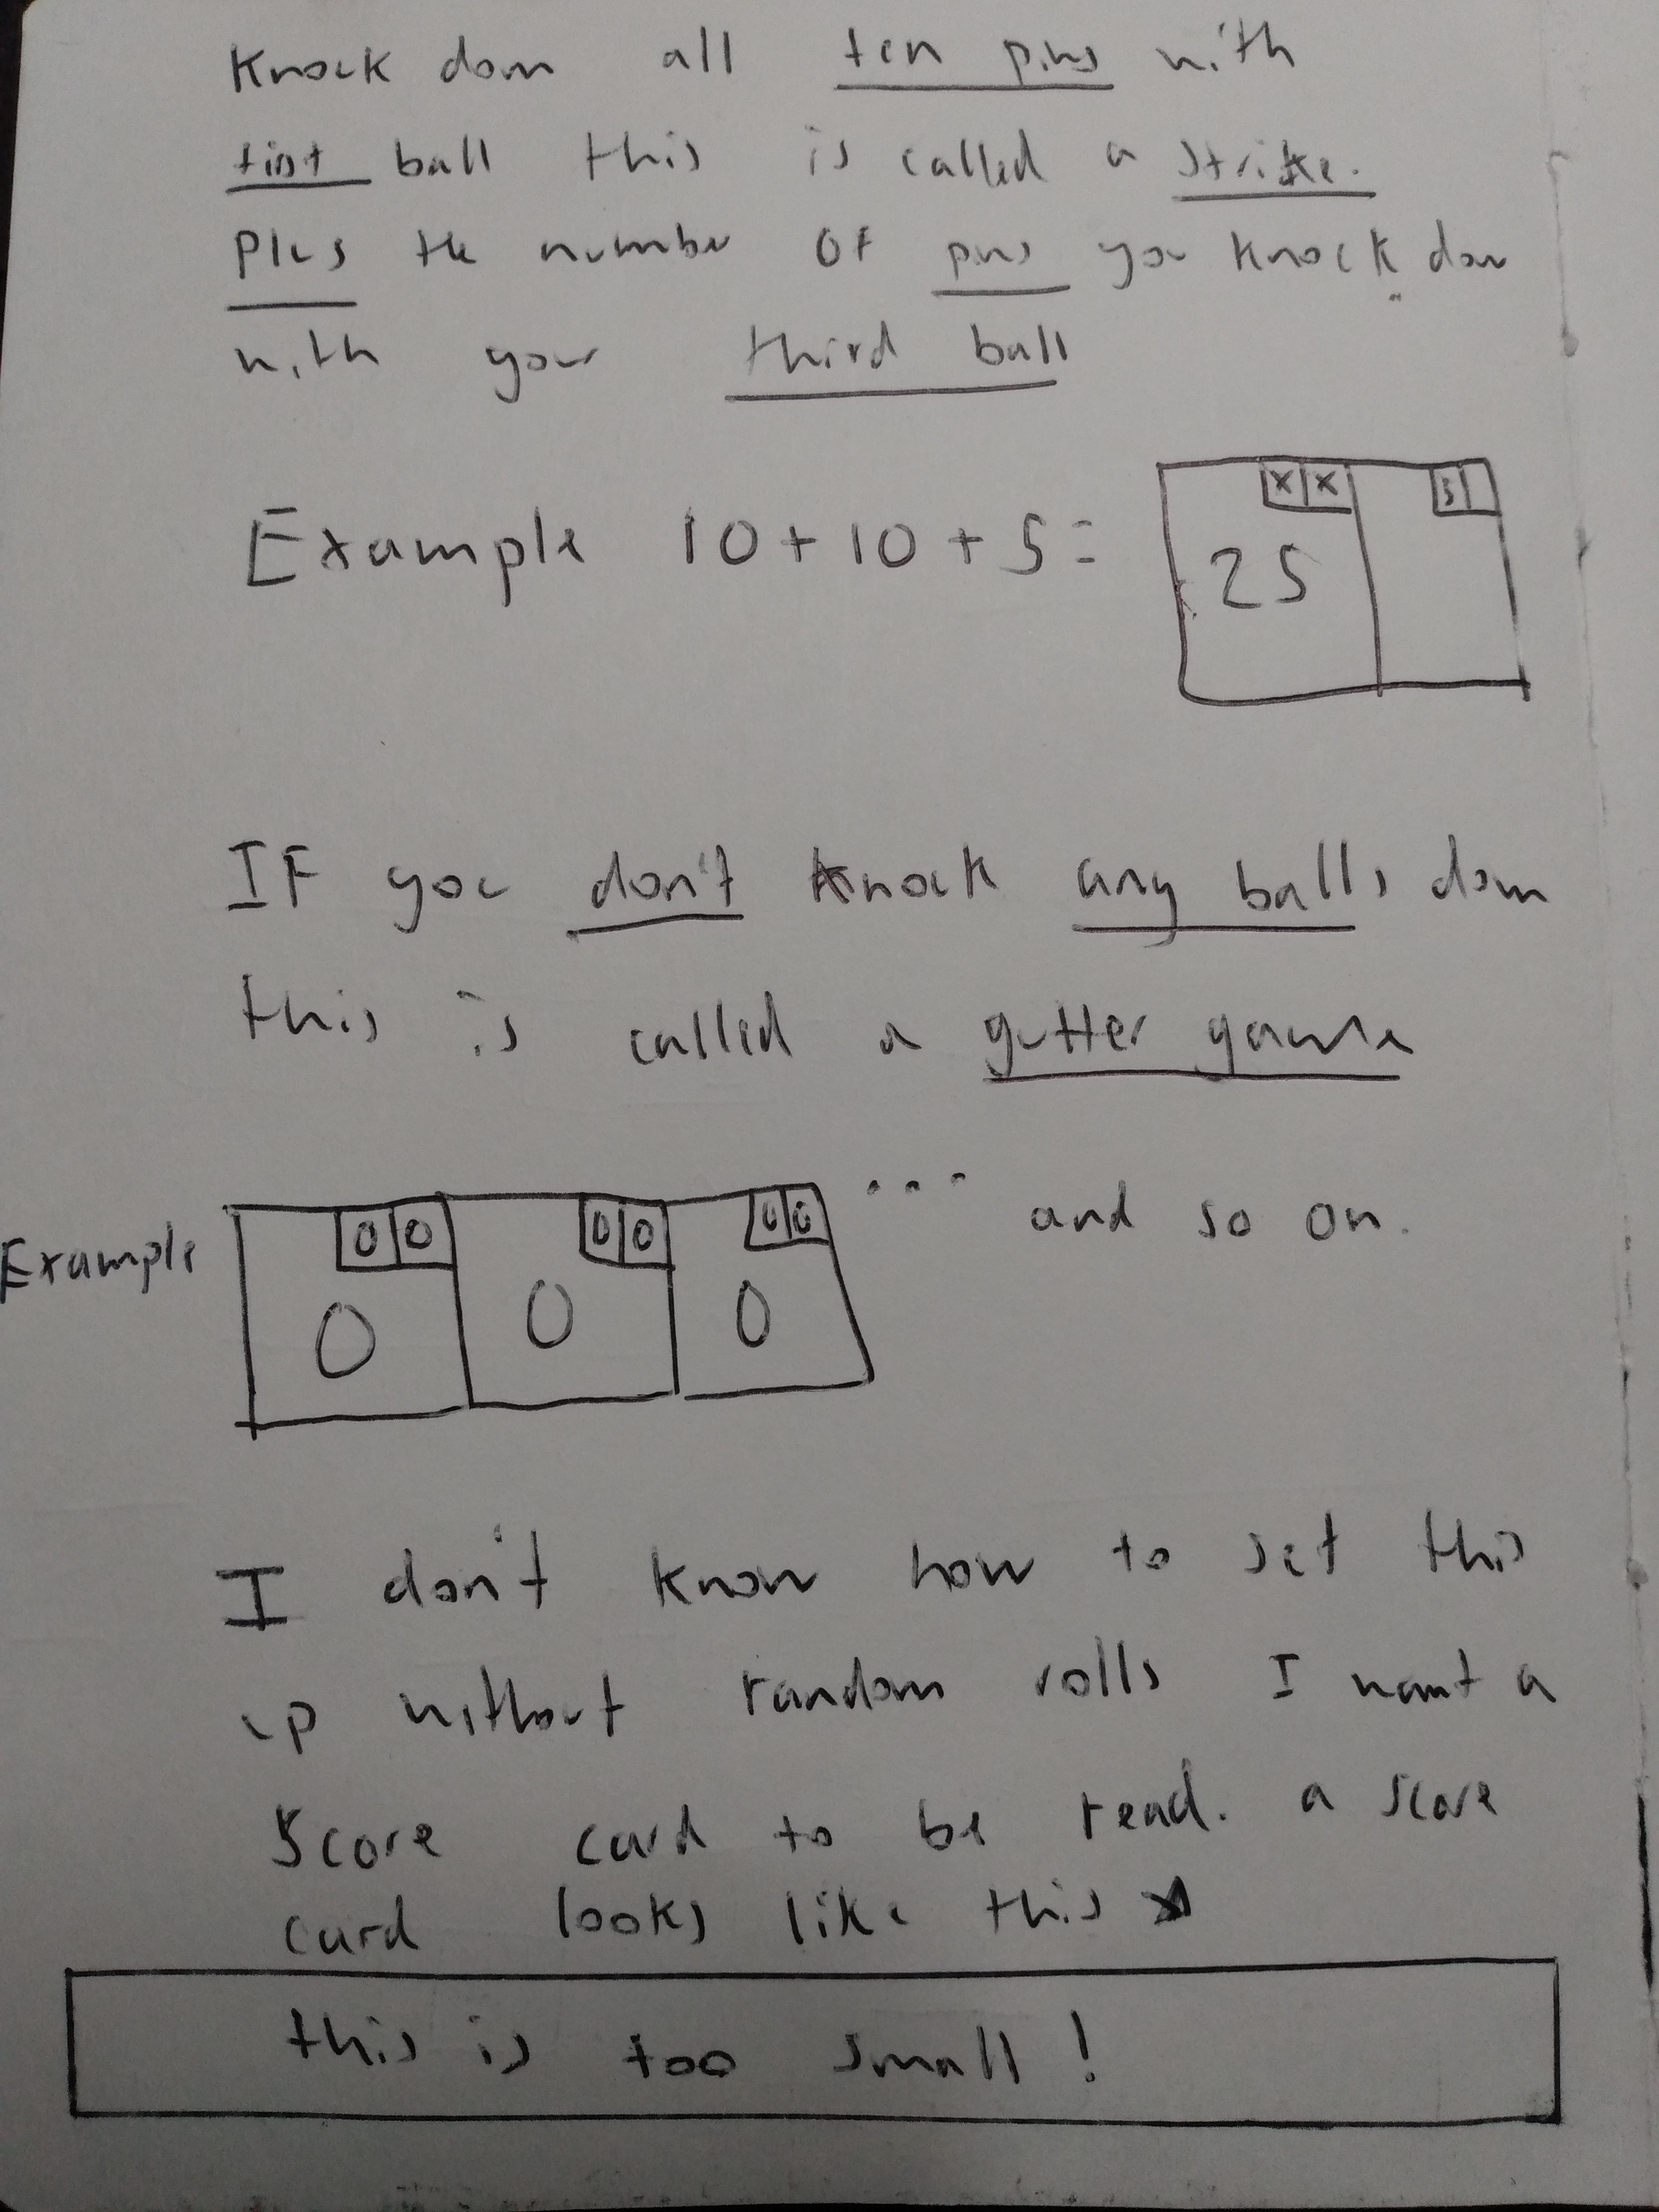 Knock down all ten pins with
first ball this is called a strike.
Plus the number of pins you knock down
with your third ball
Example 10 + 10 + 5 =
X X 5
25
IF you don't knock any balls down
this is called a gutter game
0 0 0 0 0 0 ... and so on.
Example
0 0 0
I don't know how to set this
up without random rolls I want a
score card to be read. a score
card looks like this
this is too small!